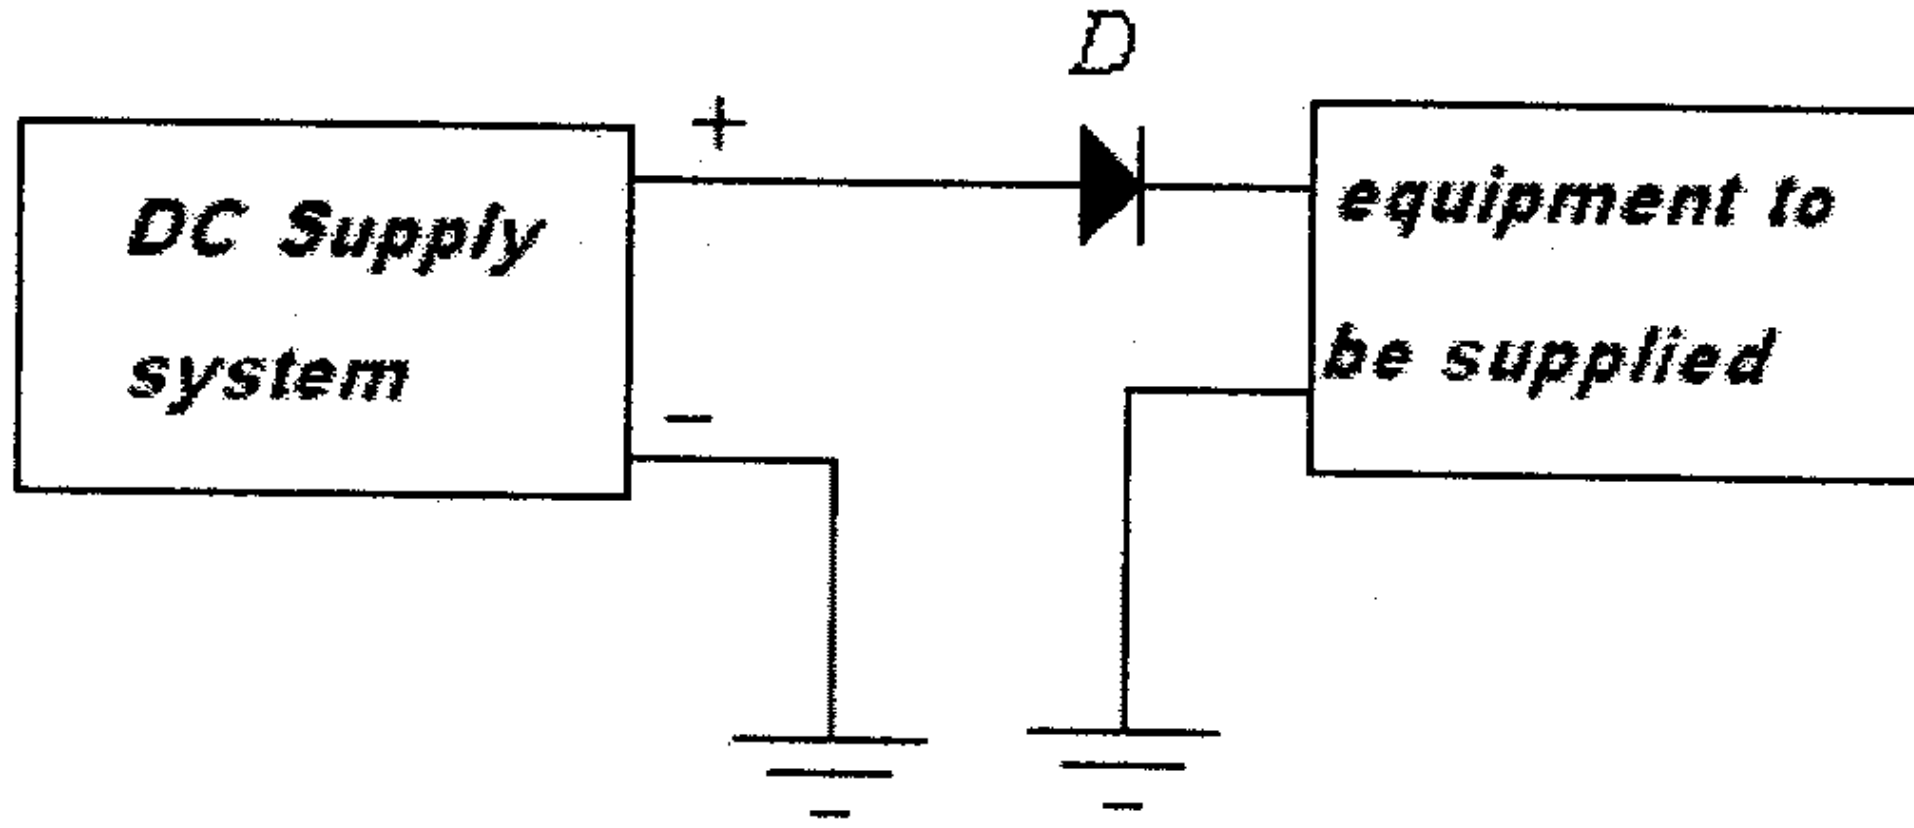 D
+
DC Supply
system
-
equipment to
be supplied